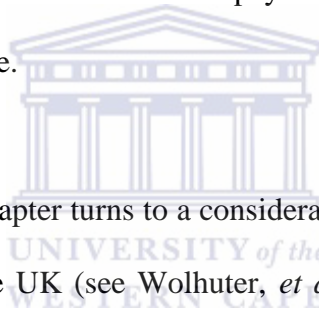 e.
apter turns to a considera
UNIVERSITY of the
e UK (see Wolhuter, et a
WESTERN CAPE